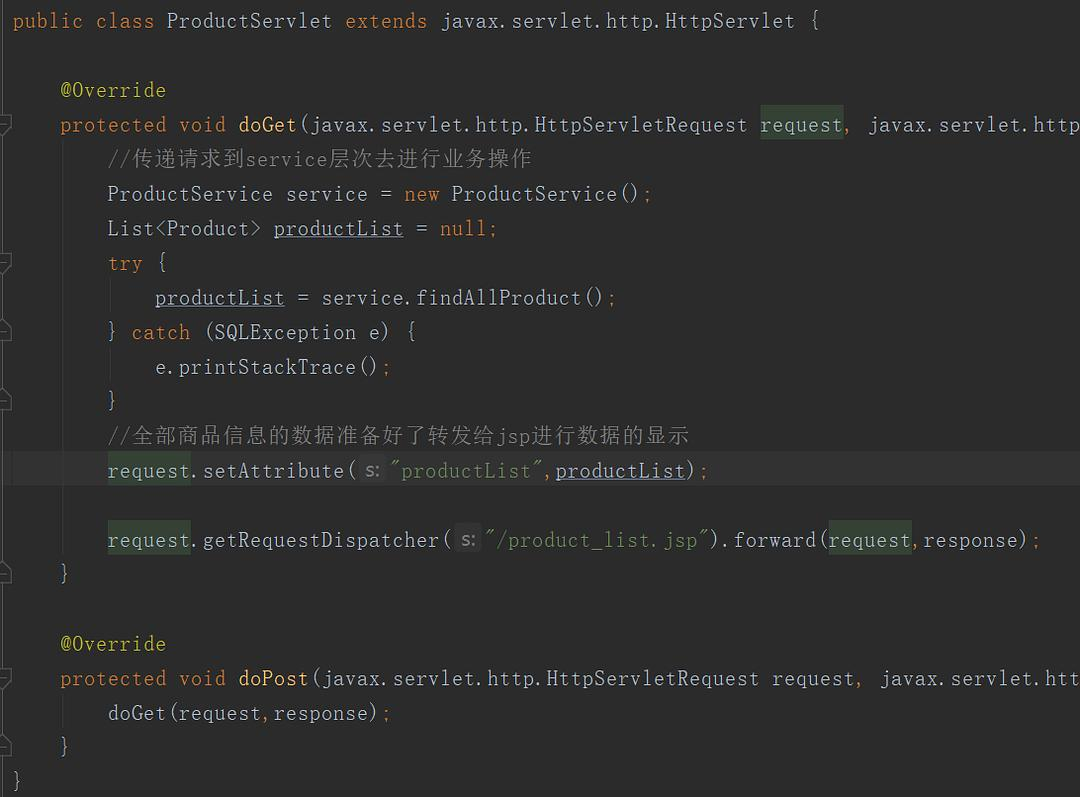 public class ProductServlet extends javax.servlet.http.HttpServlet {
@Override
protected void doGet(javax.servlet.http.HttpServletRequest request, javax.servlet.http
//传递请求到service层次去进行业务操作
ProductService service = new ProductService();
List<Product> productList = null;
try {
productList = service.findAllProduct();
} catch (SQLException e) {
e.printStackTrace();
}
//全部商品信息的数据准备好了转发给jsp进行数据的显示
request.setAttribute( s: "productList",productList);
request.getRequestDispatcher( s: "/product_list.jsp").forward(request,response);
}
@Override
protected void doPost(javax.servlet.http.HttpServletRequest request, javax.servlet.htt
doGet(request,response);
}
}